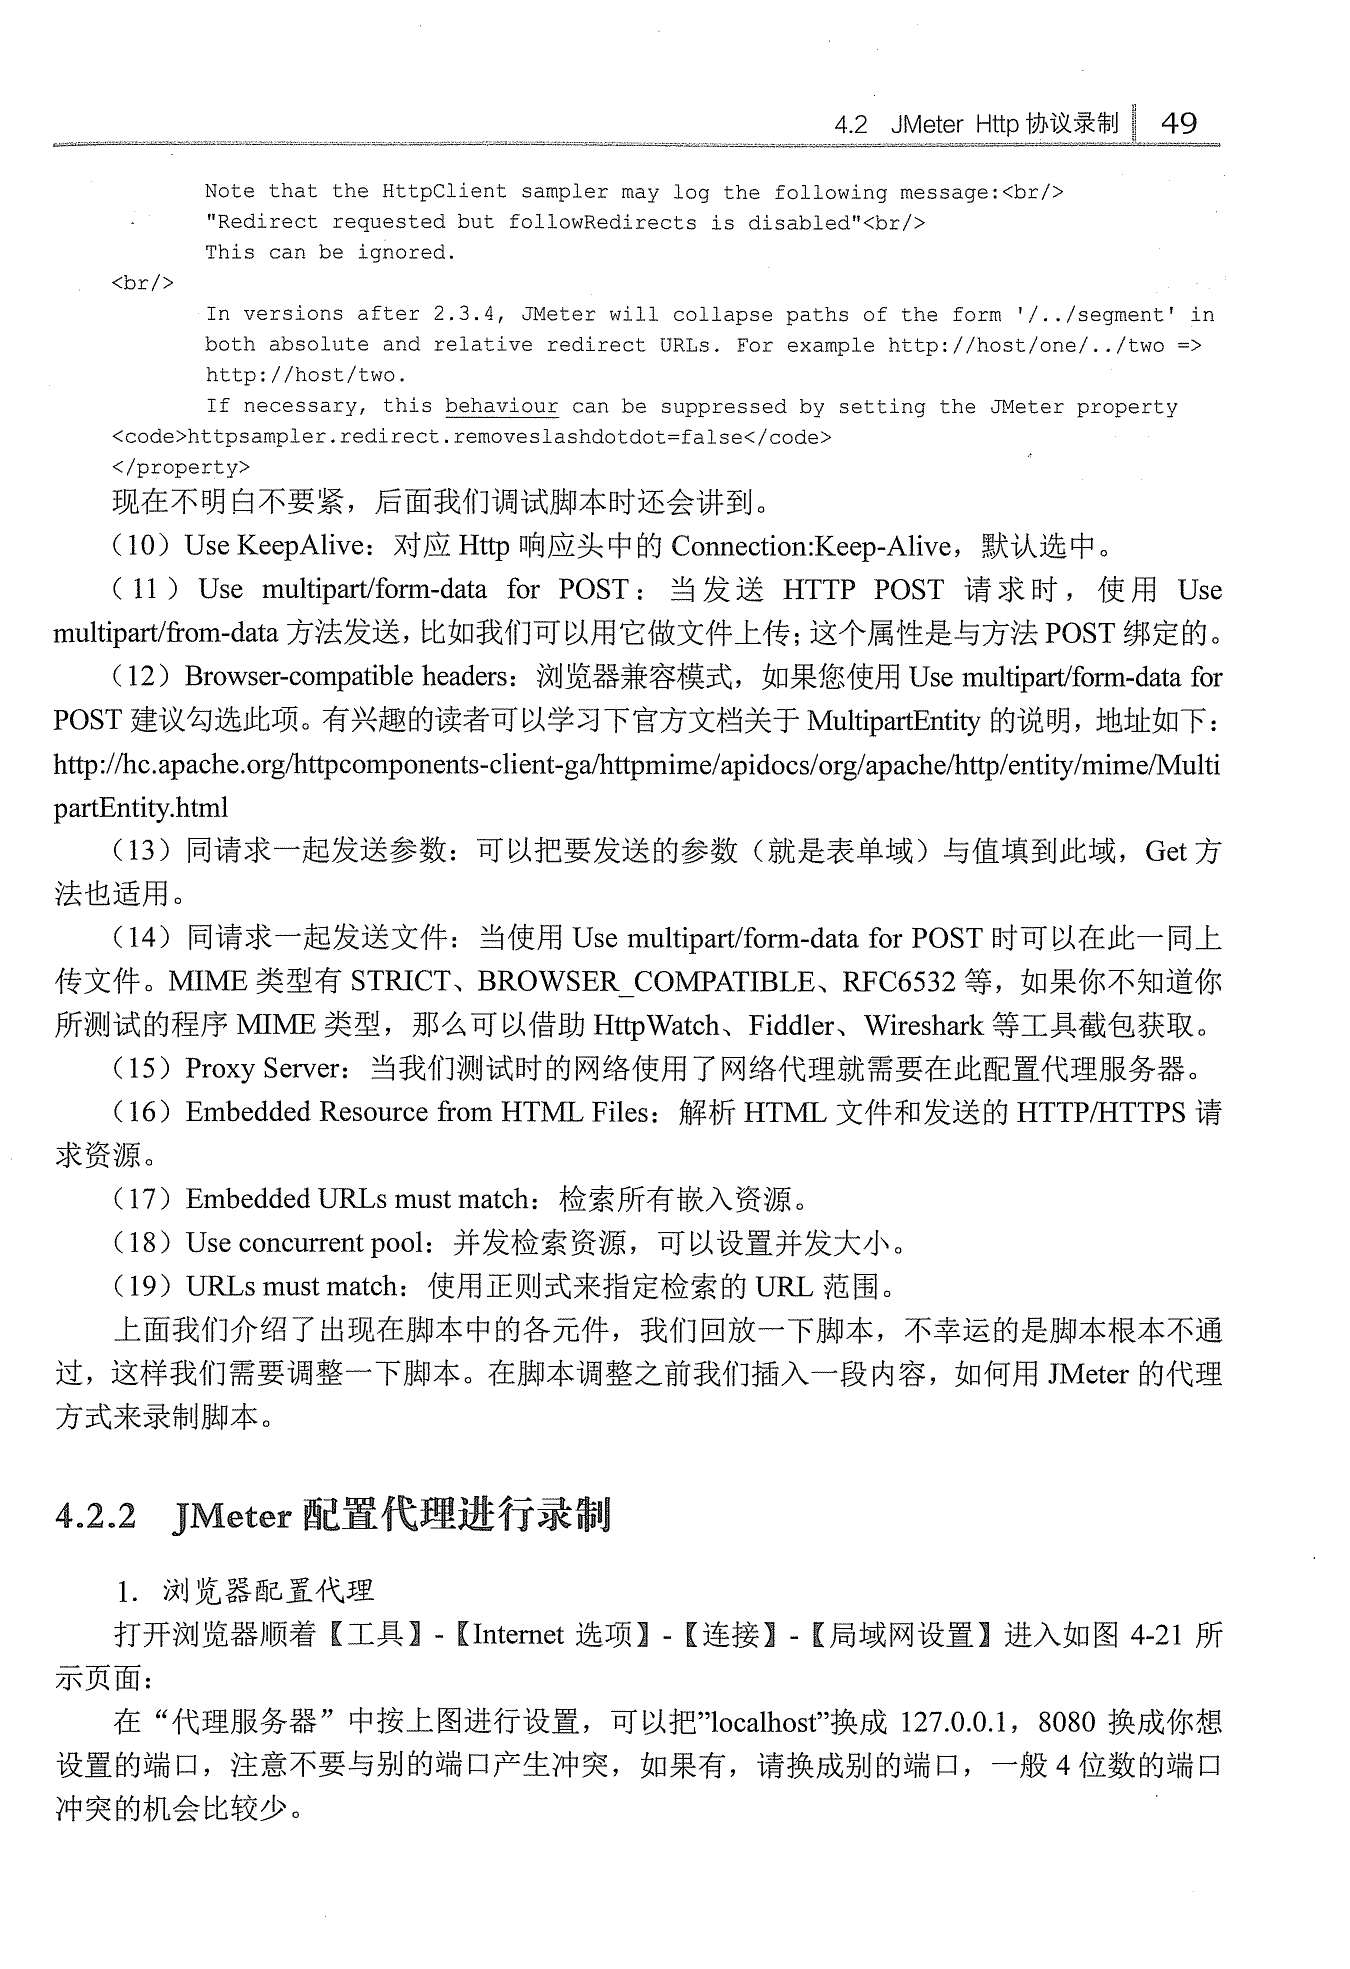 4.2 JMeter Http 协议录制 49
Note that the HttpClient sampler may log the following message:<br/>
"Redirect requested but followRedirects is disabled"<br/>
This can be ignored.
<br/>
In versions after 2.3.4, JMeter will collapse paths of the form '/../segment' in
both absolute and relative redirect URLs. For example http://host/one/../two =>
http://host/two.
If necessary, this behaviour can be suppressed by setting the JMeter property
<code>httpsampler.redirect.removeslashdotdot=false</code>
</property>
现在不明白不要紧，后面我们调试脚本时还会讲到。
（10）Use KeepAlive：对应 Http 响应头中的 Connection:Keep-Alive，默认选中。
（11）Use multipart/form-data for POST：当发送 HTTP POST 请求时，使用 Use
multipart/from-data 方法发送，比如我们可以用它做文件上传；这个属性是与方法 POST 绑定的。
（12）Browser-compatible headers：浏览器兼容模式，如果您使用 Use multipart/form-data for
POST 建议勾选此项。有兴趣的读者可以学习下官方文档关于 MultipartEntity 的说明，地址如下：
http://hc.apache.org/httpcomponents-client-ga/httpmime/apidocs/org/apache/http/entity/mime/Multi
partEntity.html
（13）同请求一起发送参数：可以把要发送的参数（就是表单域）与值填到此域，Get 方
法也适用。
（14）同请求一起发送文件：当使用 Use multipart/form-data for POST 时可以在此一同上
传文件。MIME 类型有 STRICT、BROWSER_COMPATIBLE、RFC6532 等，如果你不知道你
所测试的程序 MIME 类型，那么可以借助 HttpWatch、Fiddler、Wireshark 等工具截包获取。
（15）Proxy Server：当我们测试时的网络使用了网络代理就需要在此配置代理服务器。
（16）Embedded Resource from HTML Files：解析 HTML 文件和发送的 HTTP/HTTPS 请
求资源。
（17）Embedded URLs must match：检索所有嵌入资源。
（18）Use concurrent pool：并发检索资源，可以设置并发大小。
（19）URLs must match：使用正则式来指定检索的 URL 范围。
上面我们介绍了出现在脚本中的各元件，我们回放一下脚本，不幸运的是脚本根本不通
过，这样我们需要调整一下脚本。在脚本调整之前我们插入一段内容，如何用 JMeter 的代理
方式来录制脚本。
4.2.2 JMeter 配置代理进行录制
1．浏览器配置代理
打开浏览器顺着【工具】-【Internet 选项】-【连接】-【局域网设置】进入如图 4-21 所
示页面：
在“代理服务器”中按上图进行设置，可以把”localhost”换成 127.0.0.1，8080 换成你想
设置的端口，注意不要与别的端口产生冲突，如果有，请换成别的端口，一般 4 位数的端口
冲突的机会比较少。